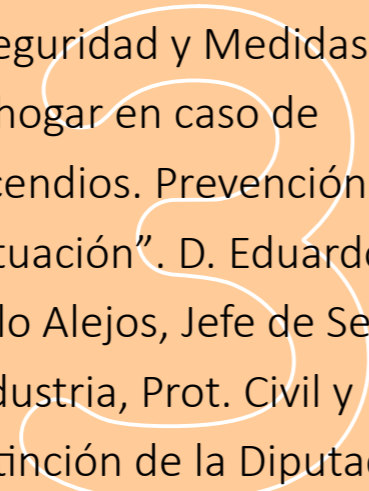 eguridad y Medidas
hogar en caso de
cendios. Prevención
tuación”. D. Eduardo
lo Alejos, Jefe de Se
dustria, Prot. Civil y
tinción de la Diputa
3